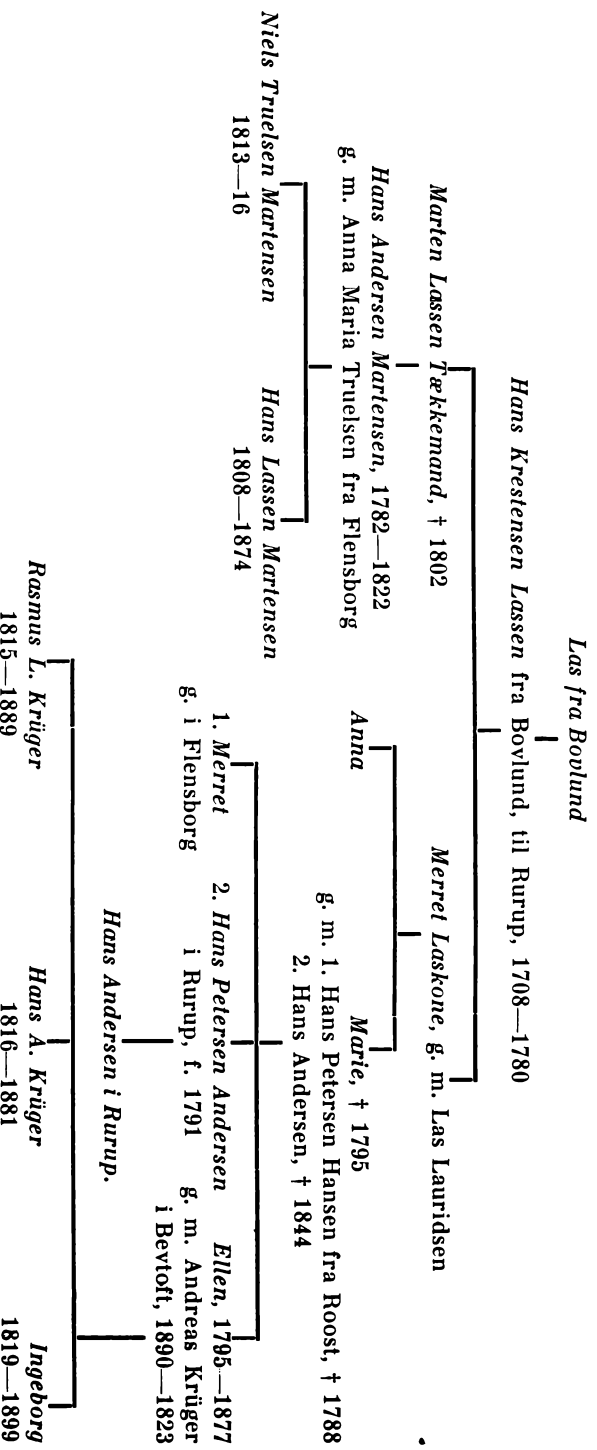 Las fra Bovlund
Hans Krestensen Lassen fra Bovlund, til Rurup, 1708—1780
Marten Lassen Tækkemand, † 1802
Merret Laskone, g. m. Las Lauridsen
Hans Andersen Martensen, 1782—1822
g. m. Anna Maria Truelsen fra Flensborg
Anna
Marie, † 1795
g. m. 1. Hans Petersen Hansen fra Roost, † 1788
2. Hans Andersen, † 1844
Niels Truelsen Martensen
1813—16
Hans Lassen Martensen
1808—1874
1. Merret
g. i Flensborg
2. Hans Petersen Andersen
i Rurup, f. 1791
Ellen, 1795—1877
g. m. Andreas Krüger
i Bevtoft, 1890—1823
Hans Andersen i Rurup.
Rasmus L. Krüger
1815—1889
Hans A. Krüger
1816—1881
Ingeborg
1819—1899